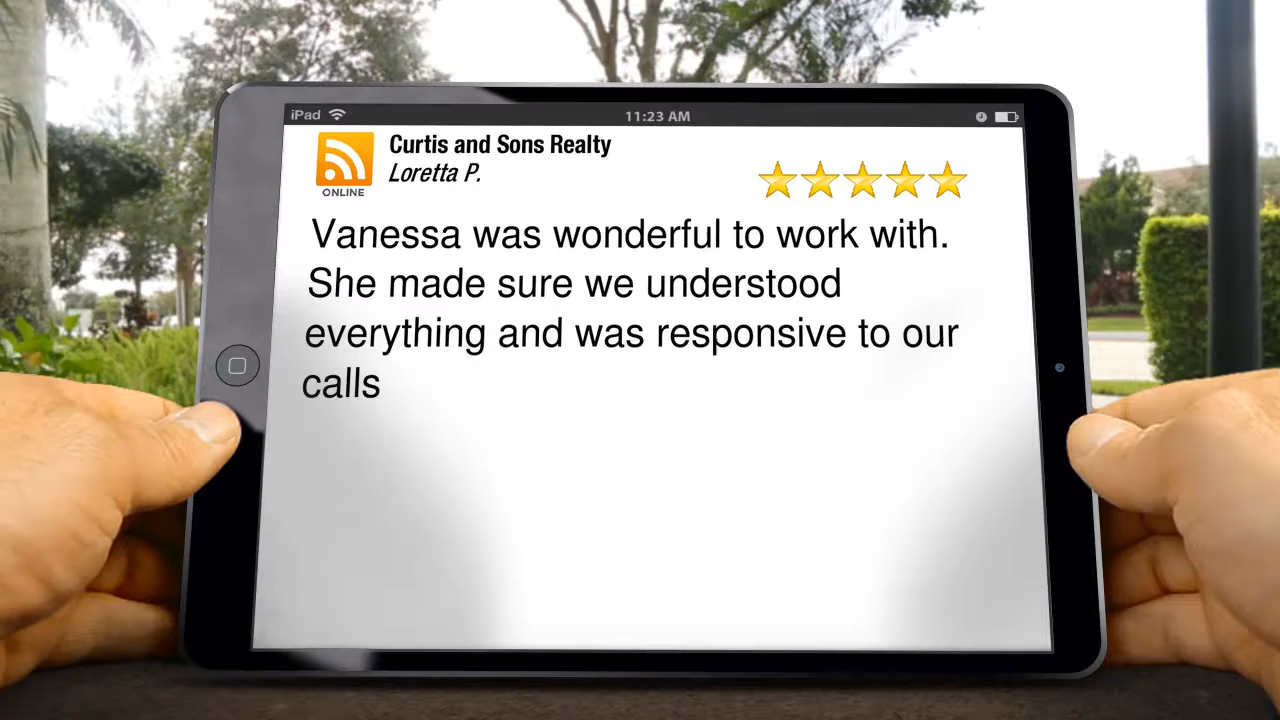 iPad 11:23 AM
Curtis and Sons Realty
Loretta P.
ONLINE
Vanessa was wonderful to work with.
She made sure we understood
everything and was responsive to our
calls